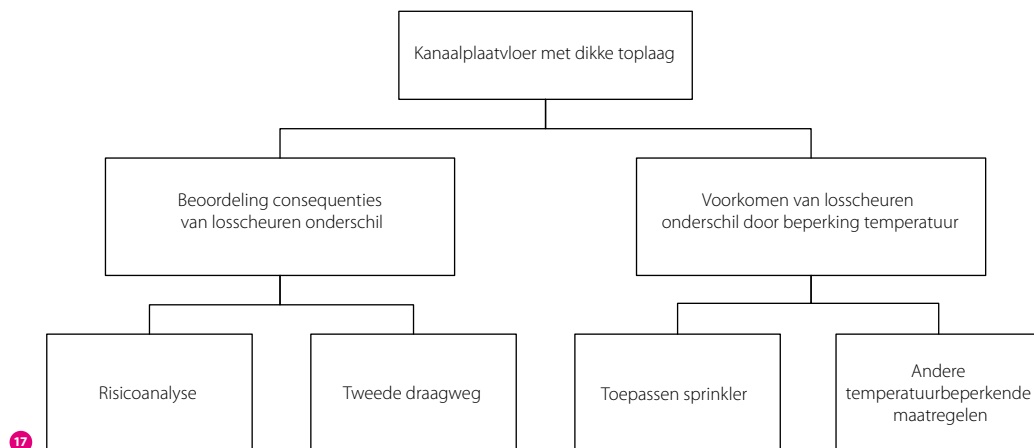 Kanaalplaatvloer met dikke toplaag
Beoordeling consequenties
van losscheuren onderschil
Voorkomen van losscheuren
onderschil door beperking temperatuur
Risicoanalyse
Tweede draagweg
Toepassen sprinkler
Andere
temperatuurbeperkende
maatregelen
17